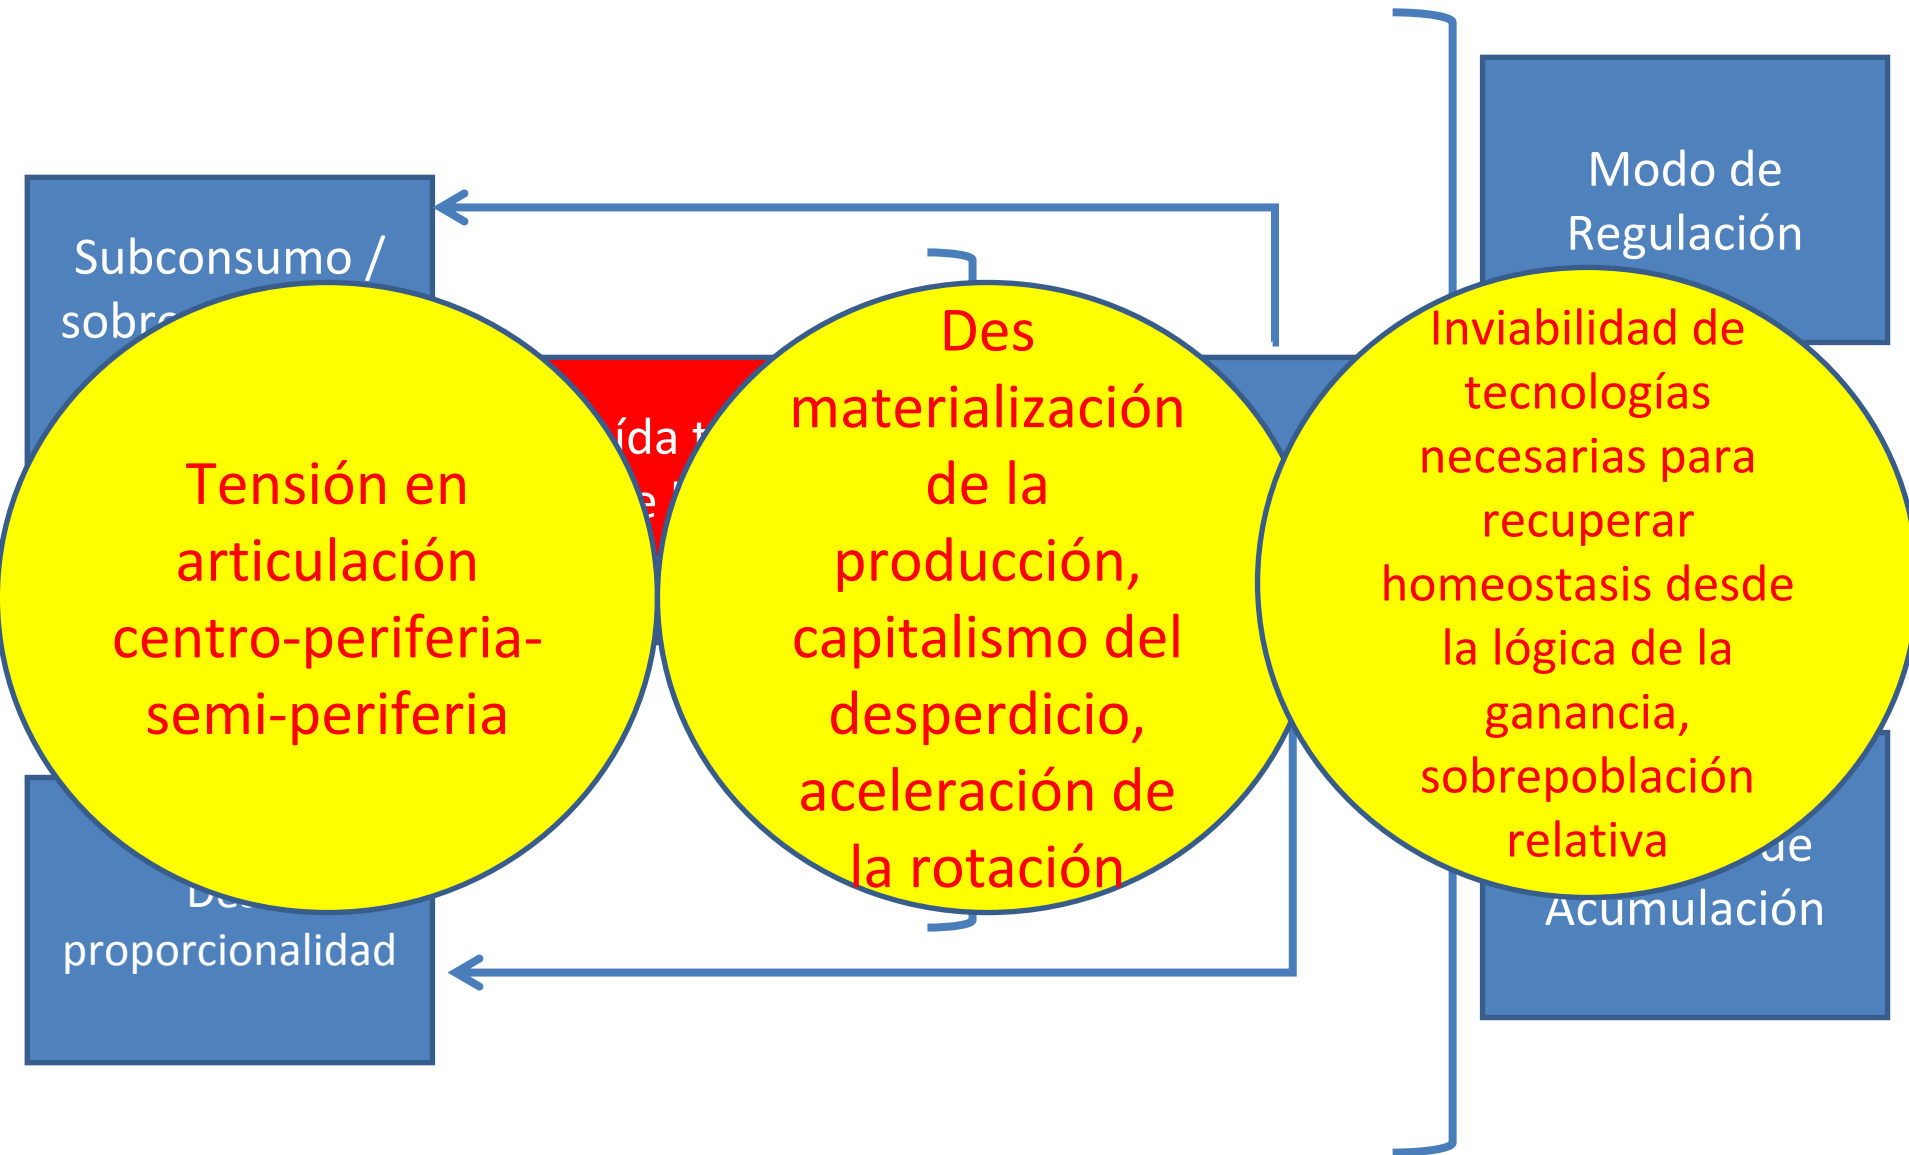 Modo de
Regulación
Subconsumo /
Tensión en
articulación
centro-periferia-
semi-periferia
Des
materialización
de la
producción,
capitalismo del
desperdicio,
aceleración de
la rotación
Inviabilidad de
tecnologías
necesarias para
recuperar
homeostasis desde
la lógica de la
ganancia,
sobrepoblación
relativa
proporcionalidad
de
Acumulación